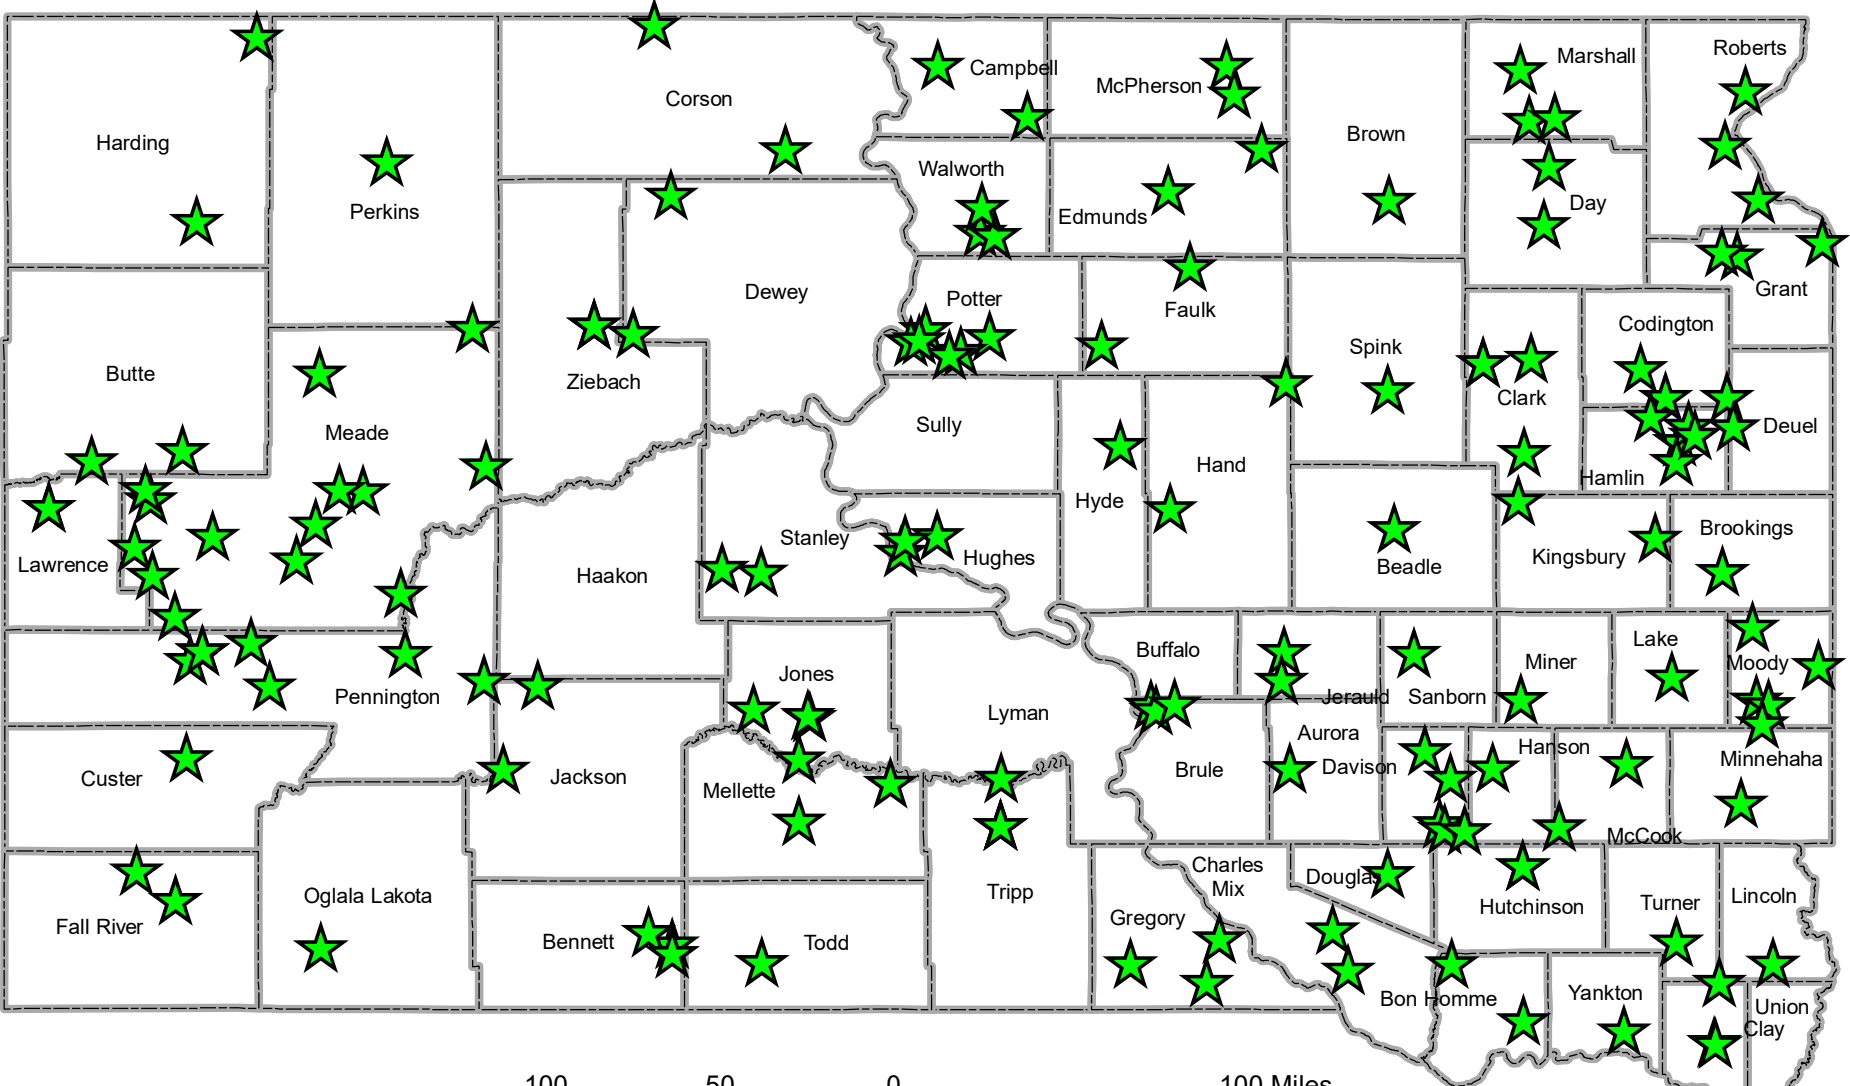 Roberts
Marshall
Campbell
McPherson
Corson
Brown
Harding
Walworth
Day
Perkins
Edmunds
Grant
Dewey
Potter
Faulk
Codington
Spink
Butte
Ziebach
Clark
Sully
Deuel
Meade
Hand
Hamlin
Hyde
Brookings
Stanley
Hughes
Kingsbury
Lawrence
Beadle
Haakon
Lake
Buffalo
Miner
Moody
Jones
Pennington
Jerauld
Sanborn
Lyman
Aurora
Hanson
Minnehaha
Davison
Brule
Custer
Jackson
Mellette
McCook
Charles
Mix
Douglas
Oglala Lakota
Tripp
Lincoln
Turner
Hutchinson
Gregory
Fall River
Bennett
Todd
Yankton
Bon Homme
Union
Clay
100 50 0 100 Miles